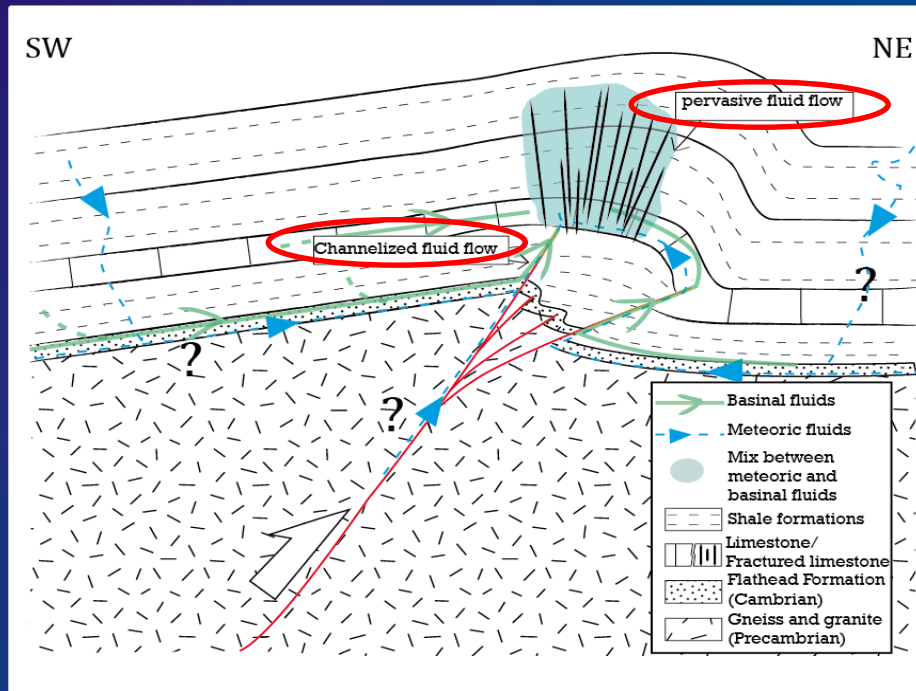 SW
NE
pervasive fluid flow
Channelized fluid flow
?
?
?
Basinal fluids
Meteoric fluids
Mix between
meteoric and
basinal fluids
Shale formations
Limestone/
Fractured limestone
Flathead Formation
(Cambrian)
Gneiss and granite
(Precambrian)